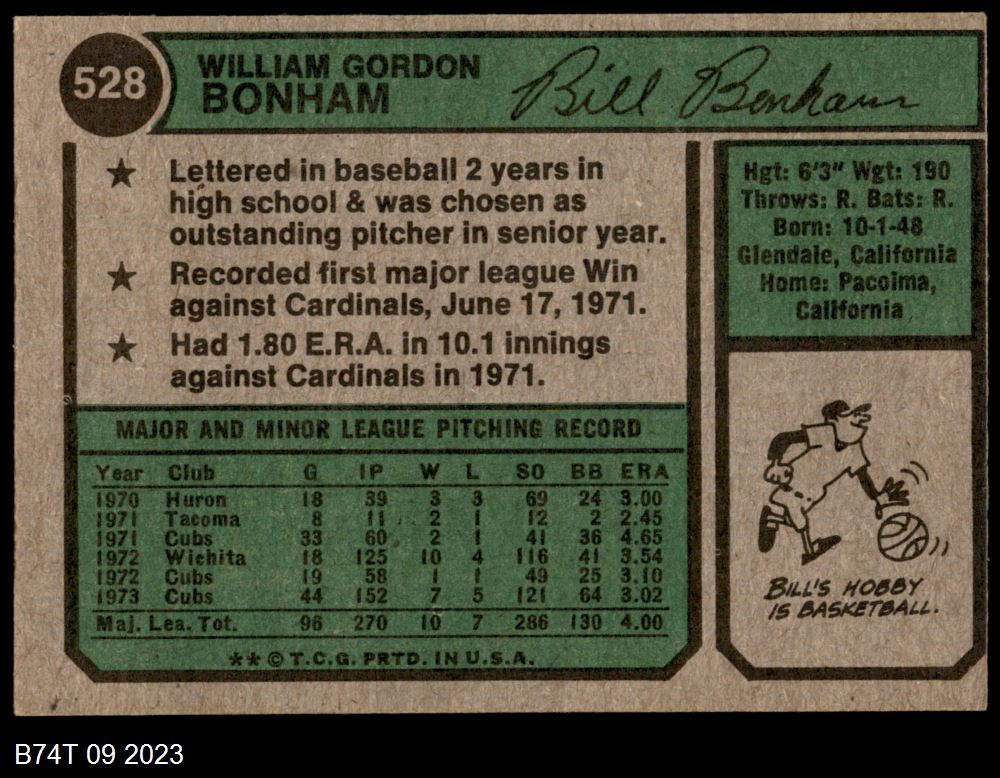 528
WILLIAM GORDON
BONHAM
Bill Bonham
★ Lettered in baseball 2 years in
high school & was chosen as
outstanding pitcher in senior year.
★ Recorded first major league Win
against Cardinals, June 17, 1971.
★ Had 1.80 E.R.A. in 10.1 innings
against Cardinals in 1971.
Hgt: 6'3" Wgt: 190
Throws: R. Bats: R.
Born: 10-1-48
Glendale, California
Home: Pacoima,
California
MAJOR AND MINOR LEAGUE PITCHING RECORD
Year Club G IP W L SO BB ERA
1970 Huron 18 39 3 3 69 24 3.00
1971 Tacoma 8 11 2 1 12 2 2.45
1971 Cubs 33 60 2 1 41 36 4.65
1972 Wichita 18 125 10 4 116 41 3.54
1972 Cubs 19 58 1 1 49 25 3.10
1973 Cubs 44 152 7 5 121 64 3.02
Maj. Lea. Tot. 96 270 10 7 286 130 4.00
** © T.C.G. PRTD. IN U.S.A.
BILL'S HOBBY
IS BASKETBALL.
B74T 09 2023